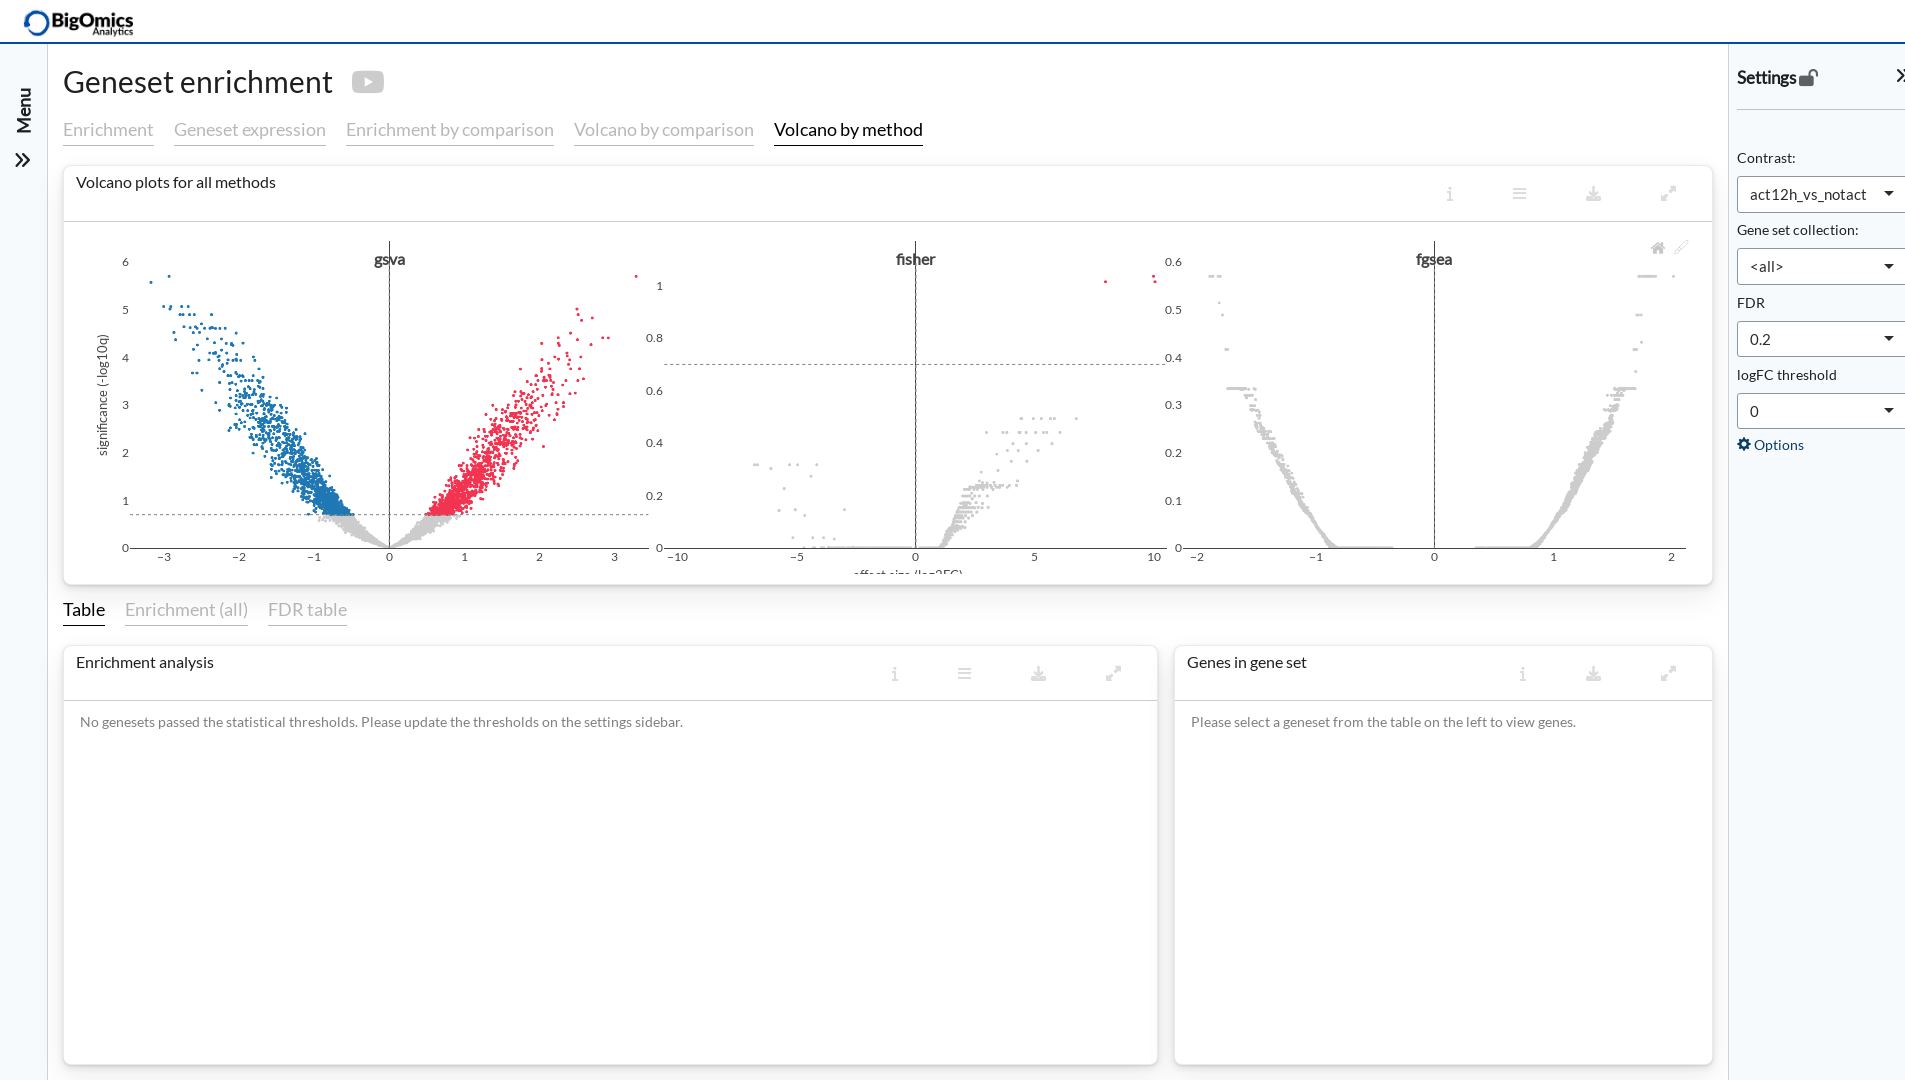 BigOmics
Analytics
Menu
Geneset enrichment
Enrichment Geneset expression Enrichment by comparison Volcano by comparison Volcano by method
Volcano plots for all methods
gsva
fisher
fgsea
significance (-log10q)
6
5
4
3
2
1
0
−3 −2 −1 0 1 2 3
1
0.8
0.6
0.4
0.2
0
−10 −5 0 5 10
effect size (log2FC)
0.6
0.5
0.4
0.3
0.2
0.1
0
−2 −1 0 1 2
Table Enrichment (all) FDR table
Enrichment analysis
No genesets passed the statistical thresholds. Please update the thresholds on the settings sidebar.
Genes in gene set
Please select a geneset from the table on the left to view genes.
Settings
Contrast:
act12h_vs_notact
Gene set collection:
<all>
FDR
0.2
logFC threshold
0
Options